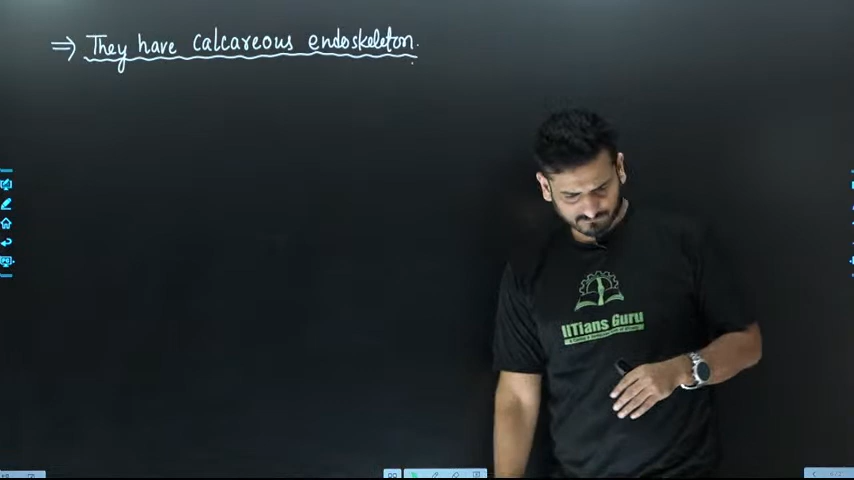 ⇒ They have calcareous endoskeleton.
IITians Guru